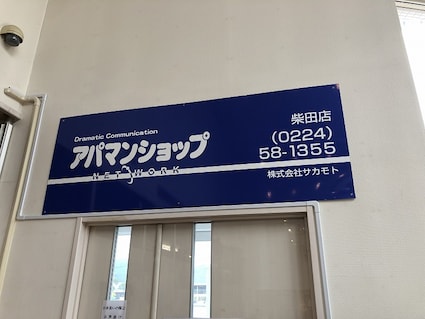 Dramatic Communication
アパマンショップ
NETWORK
柴田店
(0224)
58-1355
株式会社サカモト